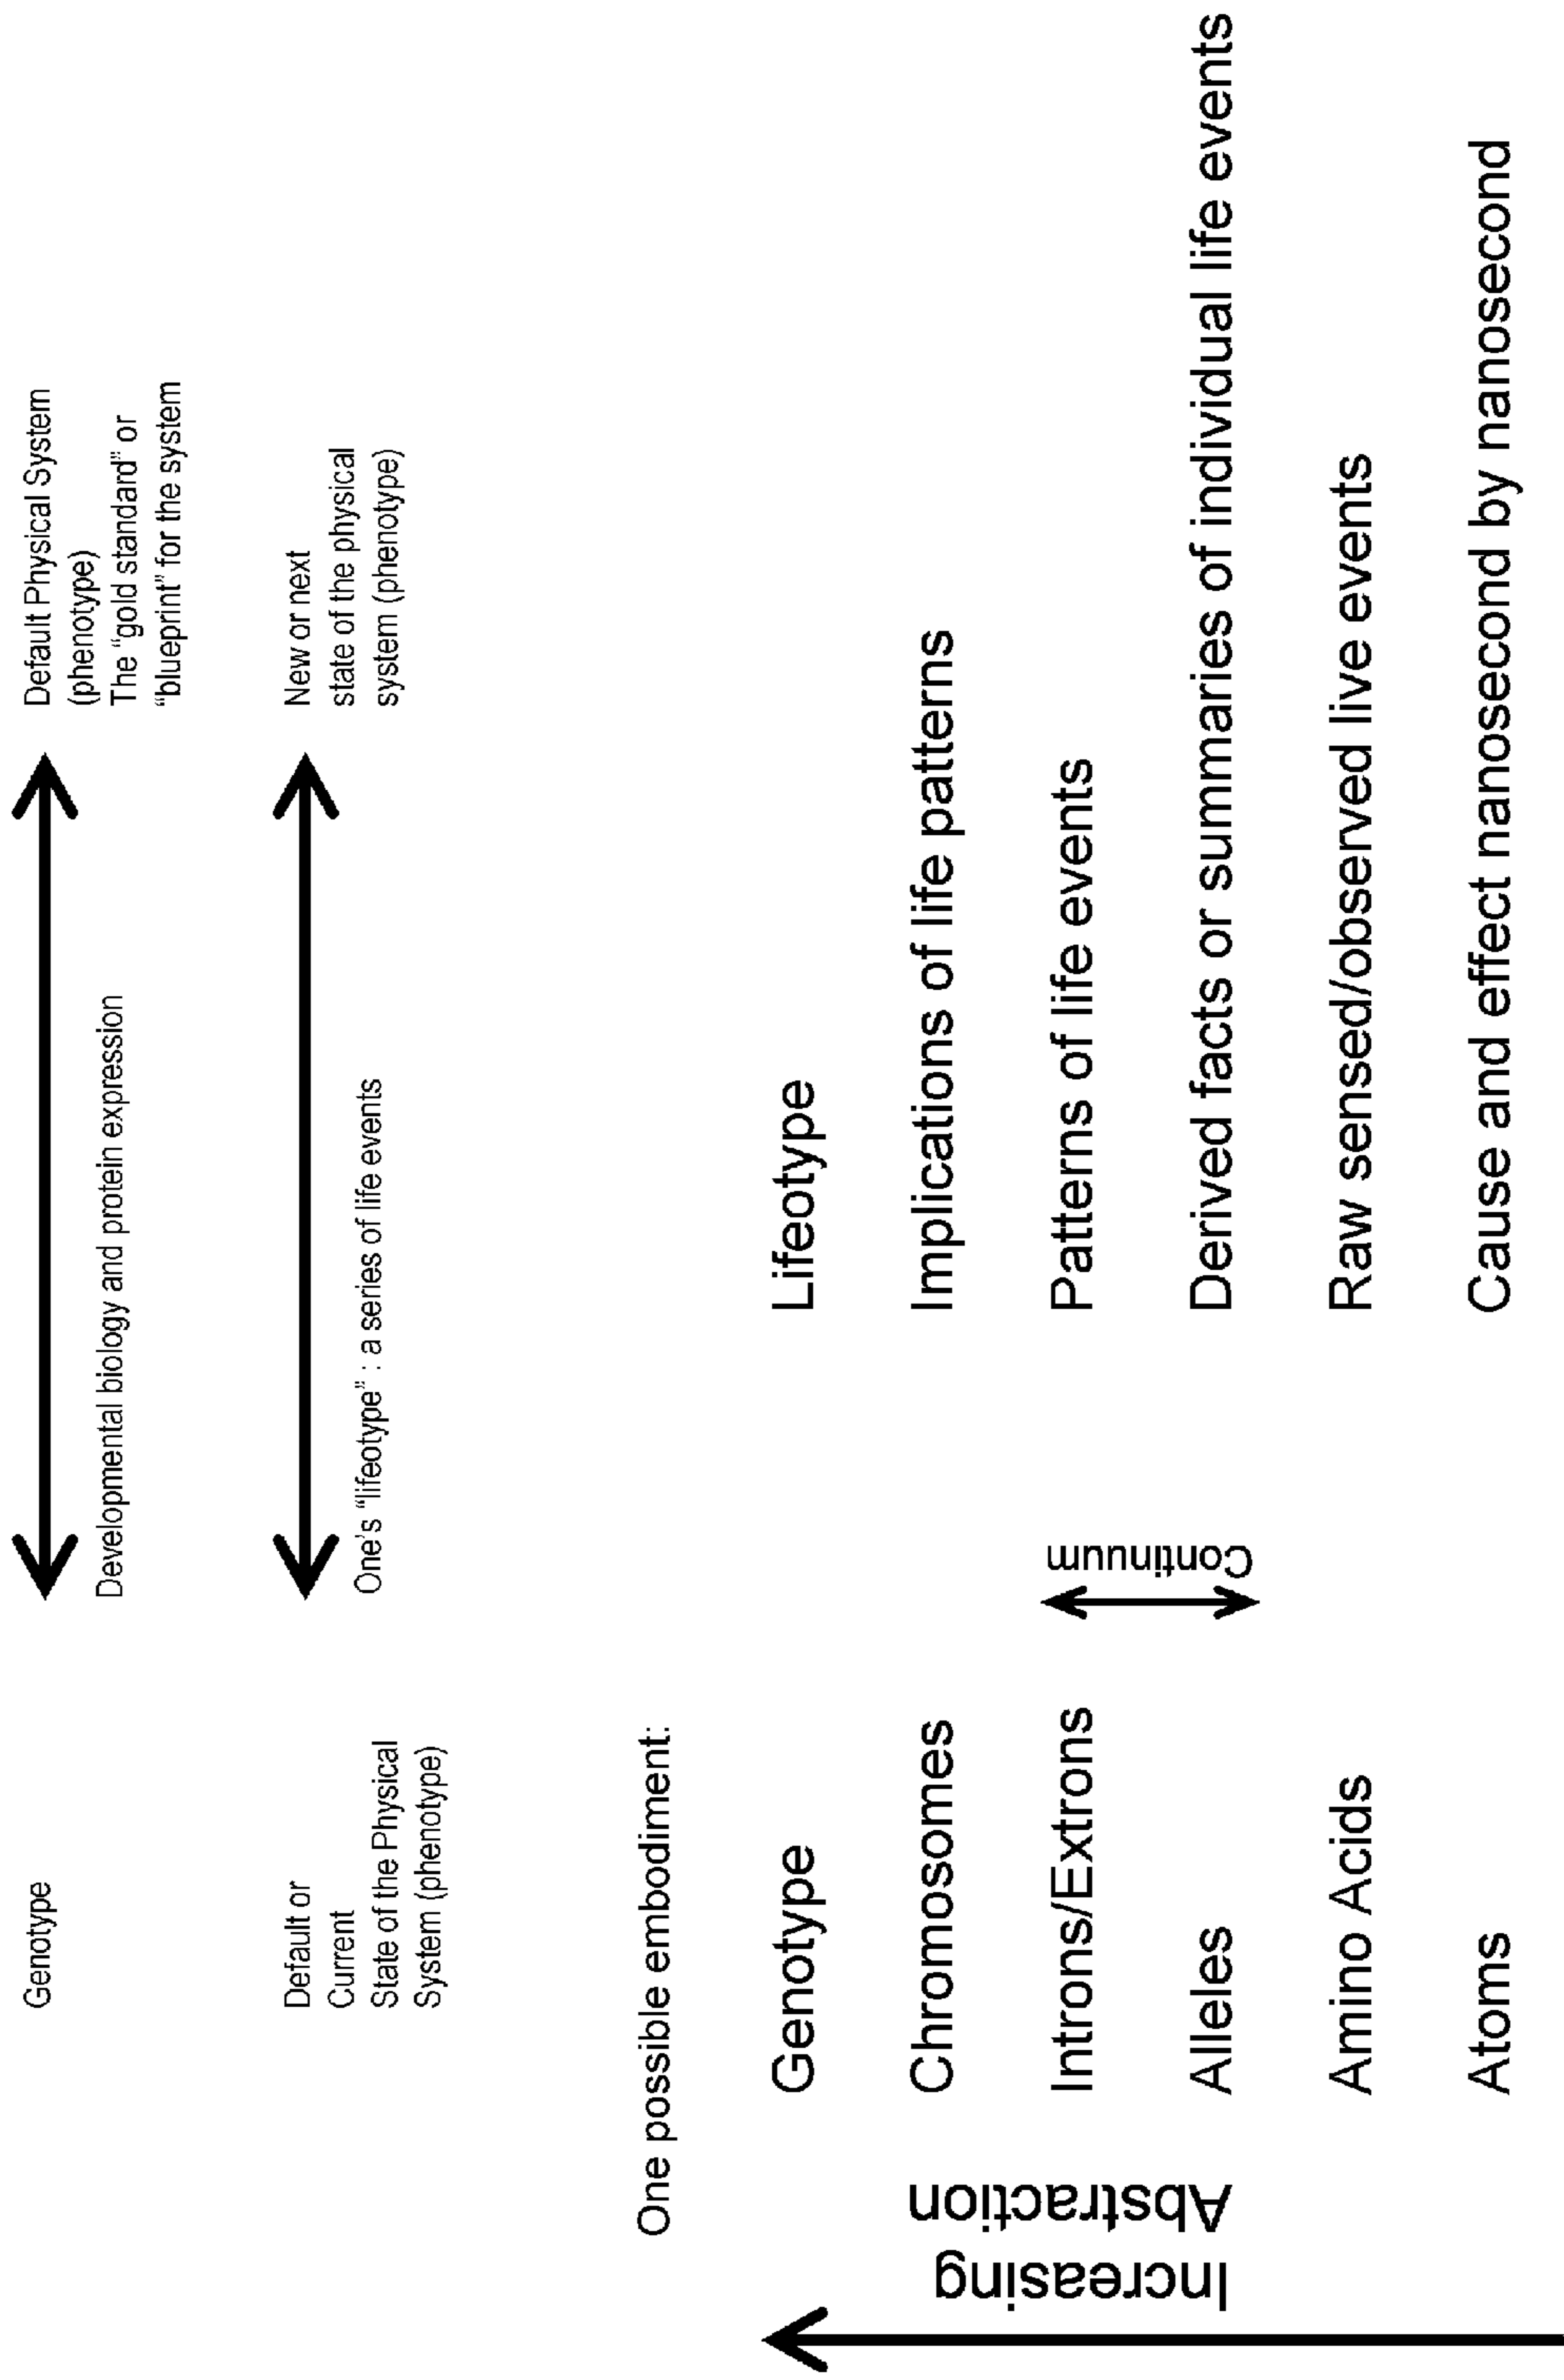 Genotype
Developmental biology and protein expression
Default Physical System
(phenotype)
The “gold standard” or
“blueprint” for the system
Default or
Current
State of the Physical
System (phenotype)
One's “lifeotype” : a series of life events
New or next
state of the physical
system (phenotype)
One possible embodiment:
Increasing
Abstraction
Genotype
Lifeotype
Chromosomes
Implications of life patterns
Introns/Extrons
Patterns of life events
Continuum
Alleles
Derived facts or summaries of individual life events
Amino Acids
Raw sensed/observed live events
Atoms
Cause and effect nanosecond by nanosecond